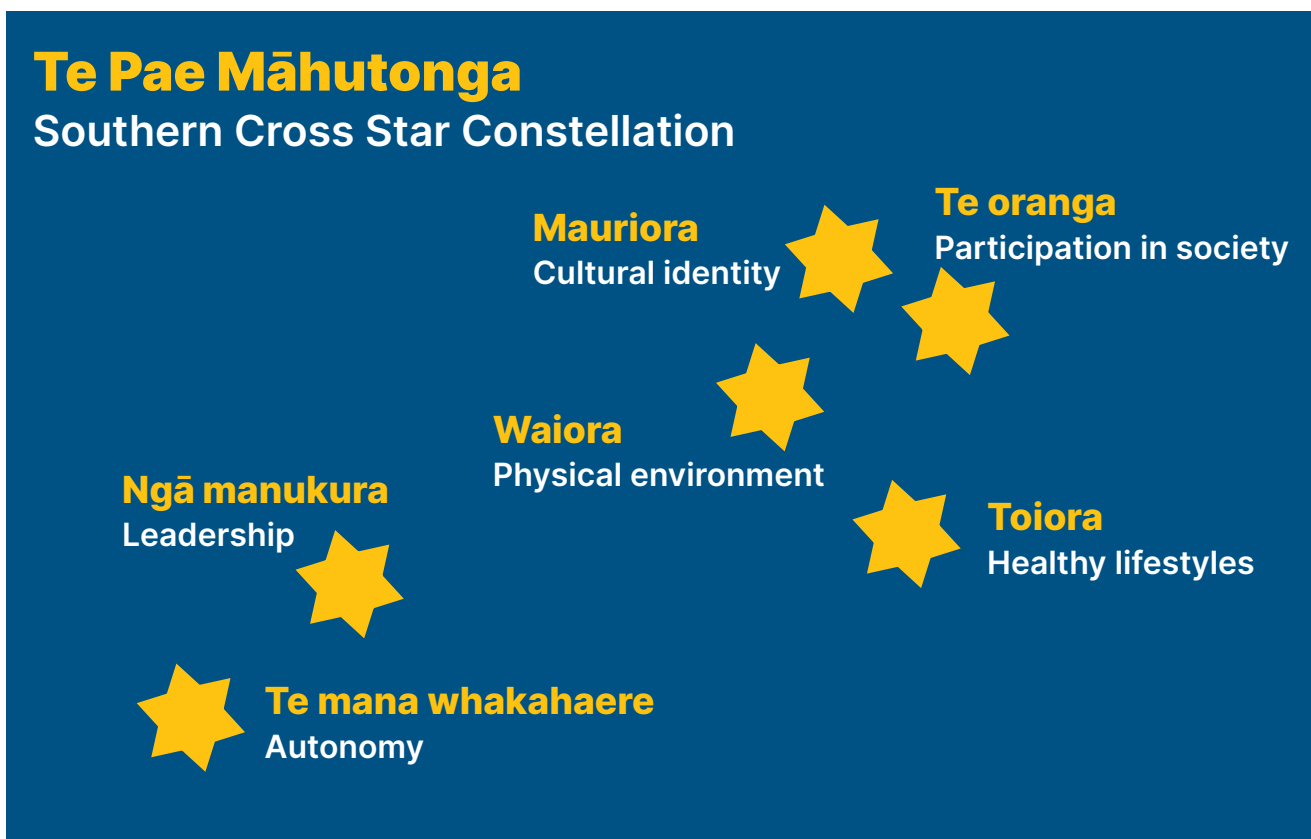 Te Pae Māhutonga
Southern Cross Star Constellation
Mauriora
Cultural identity
Te oranga
Participation in society
Waiora
Physical environment
Ngā manukura
Leadership
Toiora
Healthy lifestyles
Te mana whakahaere
Autonomy